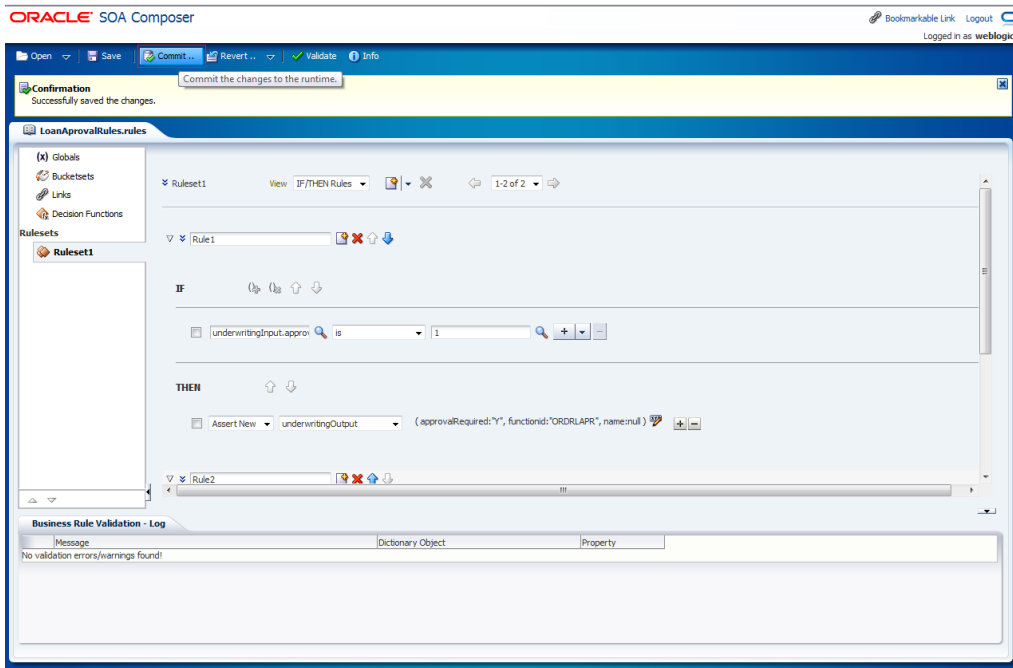 ORACLE SOA Composer
Bookmarkable Link Logout
Logged in as weblogic
Open Save Commit .. Revert .. Validate Info
Commit the changes to the runtime.
Confirmation
Successfully saved the changes.
LoanAprovalRules.rules
(x) Globals
Bucketsets
Links
Decision Functions
Rulesets
Ruleset1
Ruleset1 View IF/THEN Rules 1-2 of 2
Rule1
IF
underwritingInput.approv is 1
THEN
Assert New underwritingOutput ( approvalRequired:"Y", functionid:"ORDRLAPR", name:null )
Rule2
Business Rule Validation - Log
Message Dictionary Object Property
No validation errors/warnings found!